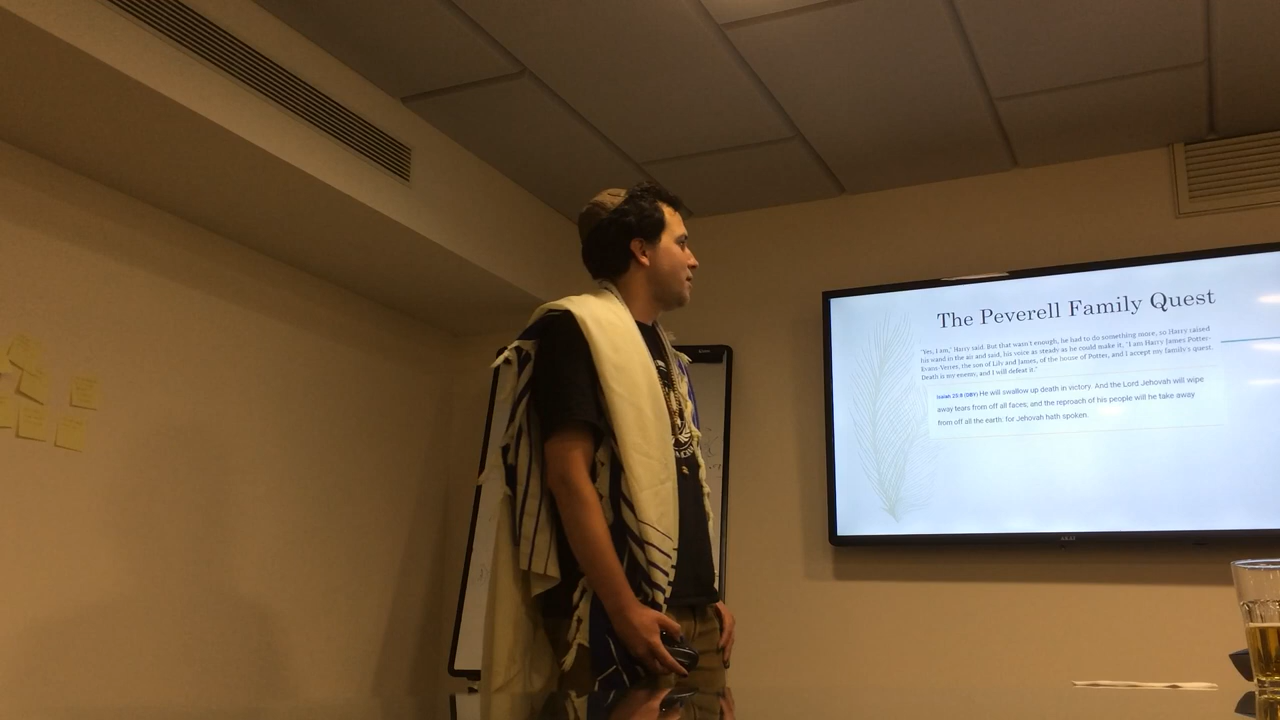 The Peverell Family Quest
"Yes, I am," Harry said. But that wasn't enough, he had to do something more, so Harry raised
his wand in the air and said, his voice as steady as he could make it, "I am Harry James Potter-
Evans-Verres, the son of Lily and James, of the house of Potter, and I accept my family's quest.
Death is my enemy, and I will defeat it."
Isaiah 25:8 (DBY) He will swallow up death in victory. And the Lord Jehovah will wipe
away tears from off all faces; and the reproach of his people will he take away
from off all the earth: for Jehovah hath spoken.